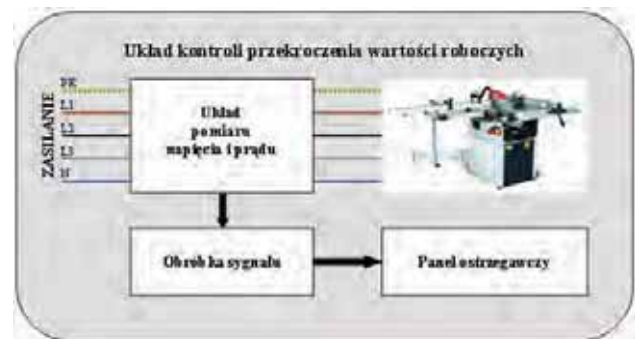 Układ kontroli przekroczenia wartości roboczych
ZASILANIE
PE
L1
L2
L3
N
Układ
pomiaru
napięcia i prądu
Obróbka sygnału
Panel ostrzegawczy